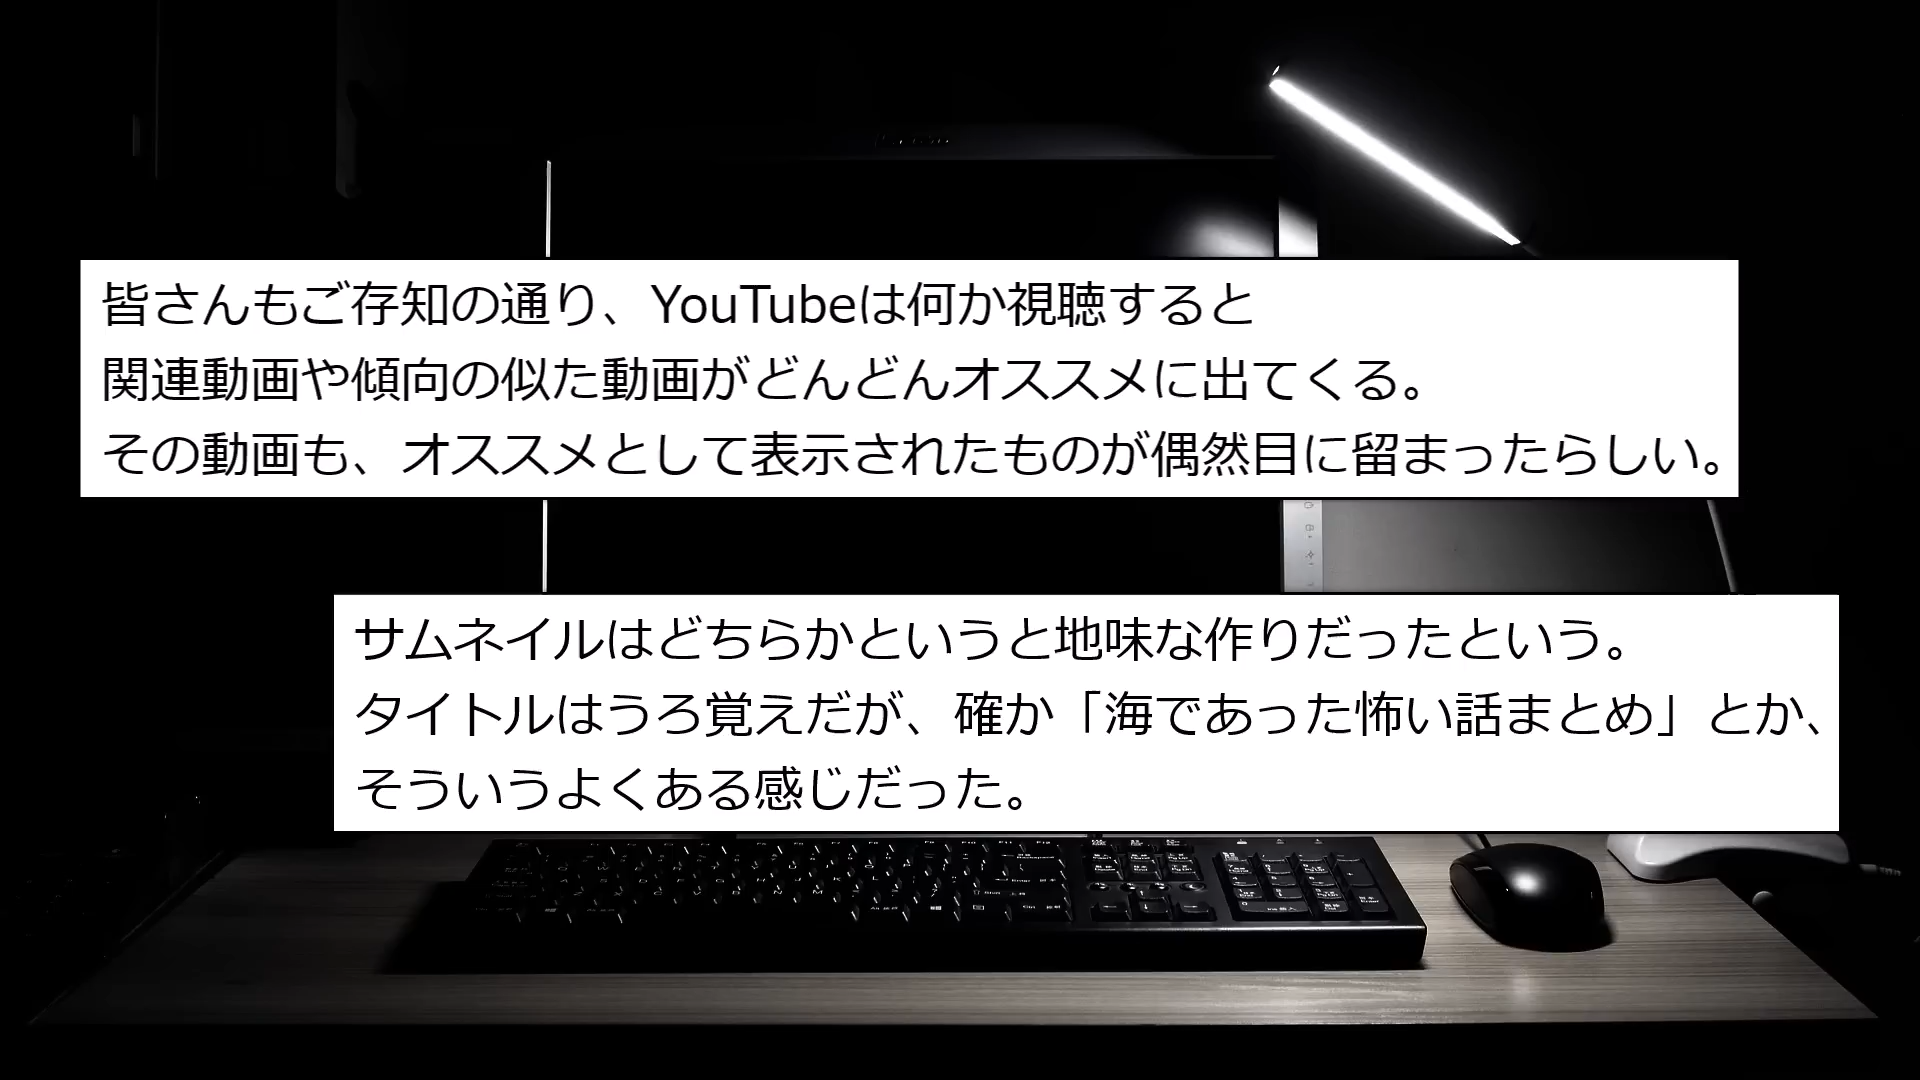 皆さんもご存知の通り、YouTubeは何か視聴すると
関連動画や傾向の似た動画がどんどんオススメに出てくる。
その動画も、オススメとして表示されたものが偶然目に留まったらしい。
サムネイルはどちらかというと地味な作りだったという。
タイトルはうろ覚えだが、確か「海であった怖い話まとめ」とか、
そういうよくある感じだった。